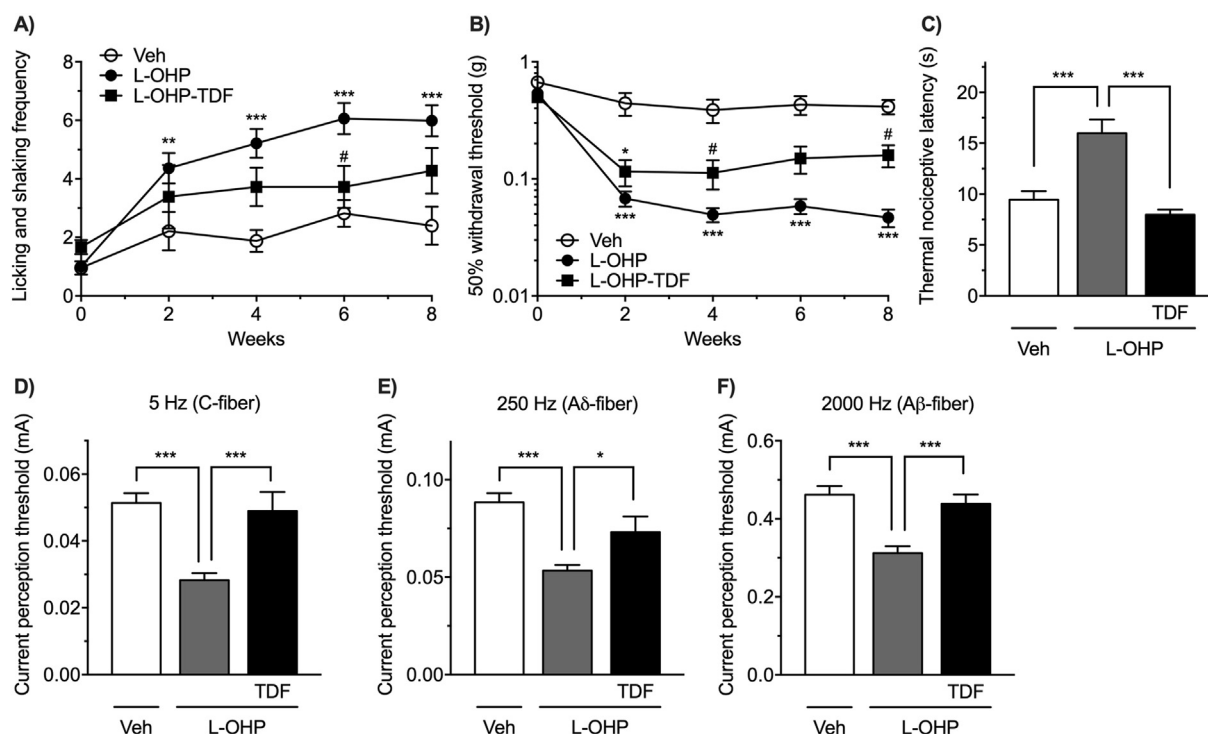 A)
Licking and shaking frequency
8
6
4
2
0
Veh
L-OHP
L-OHP-TDF
**
***
***
***
#
0 2 4 6 8
Weeks
B)
50% withdrawal threshold (g)
1
0.1
0.01
*
#
#
***
***
***
***
Veh
L-OHP
L-OHP-TDF
0 2 4 6 8
Weeks
C)
Thermal nociceptive latency (s)
20
15
10
5
0
*** ***
TDF
Veh L-OHP
D)
5 Hz (C-fiber)
Current perception threshold (mA)
0.06
0.04
0.02
0.00
*** ***
TDF
Veh L-OHP
E)
250 Hz (Aδ-fiber)
Current perception threshold (mA)
0.10
0.05
0.00
*** *
TDF
Veh L-OHP
F)
2000 Hz (Aβ-fiber)
Current perception threshold (mA)
0.6
0.4
0.2
0.0
*** ***
TDF
Veh L-OHP